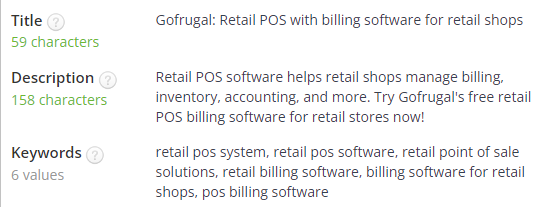 Title ?
Gofrugal: Retail POS with billing software for retail shops
59 characters
Description ?
Retail POS software helps retail shops manage billing,
inventory, accounting, and more. Try Gofrugal's free retail
POS billing software for retail stores now!
158 characters
Keywords ?
retail pos system, retail pos software, retail point of sale
solutions, retail billing software, billing software for retail
shops, pos billing software
6 values